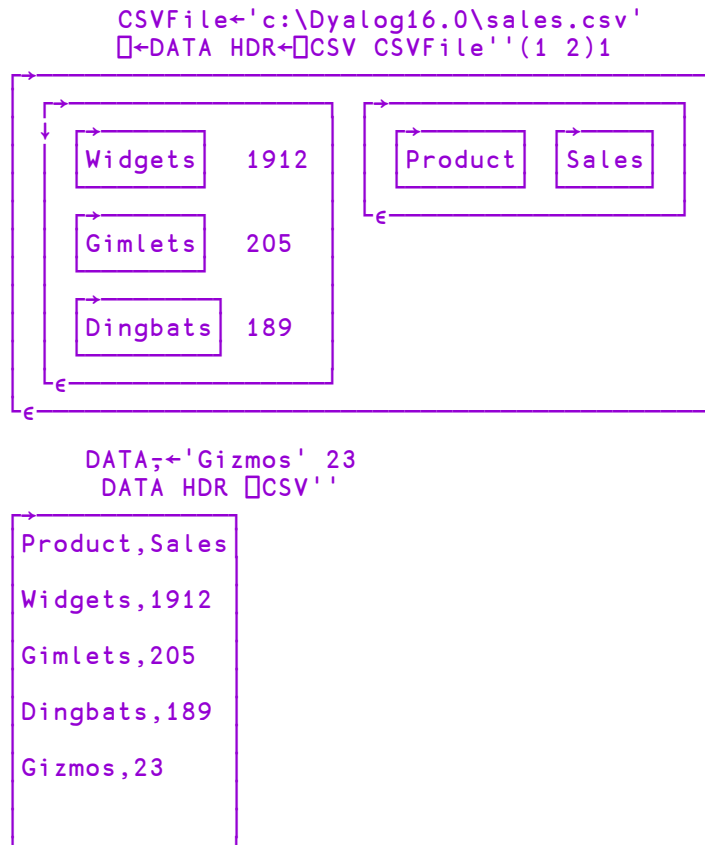 CSVFile←'c:\Dyalog16.0\sales.csv'
⎕←DATA HDR←⎕CSV CSVFile''(1 2)1
Widgets 1912 Product Sales
Gimlets 205
Dingbats 189
DATA⍪←'Gizmos' 23
DATA HDR ⎕CSV''
Product,Sales
Widgets,1912
Gimlets,205
Dingbats,189
Gizmos,23